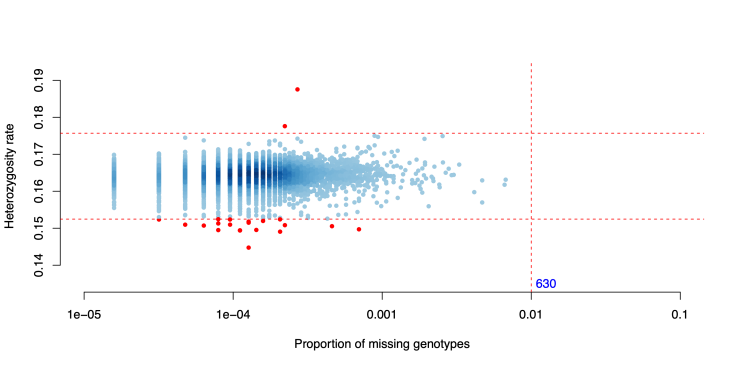 0.19
0.18
0.17
0.16
0.15
0.14
Heterozygosity rate
630
1e−05 1e−04 0.001 0.01 0.1
Proportion of missing genotypes